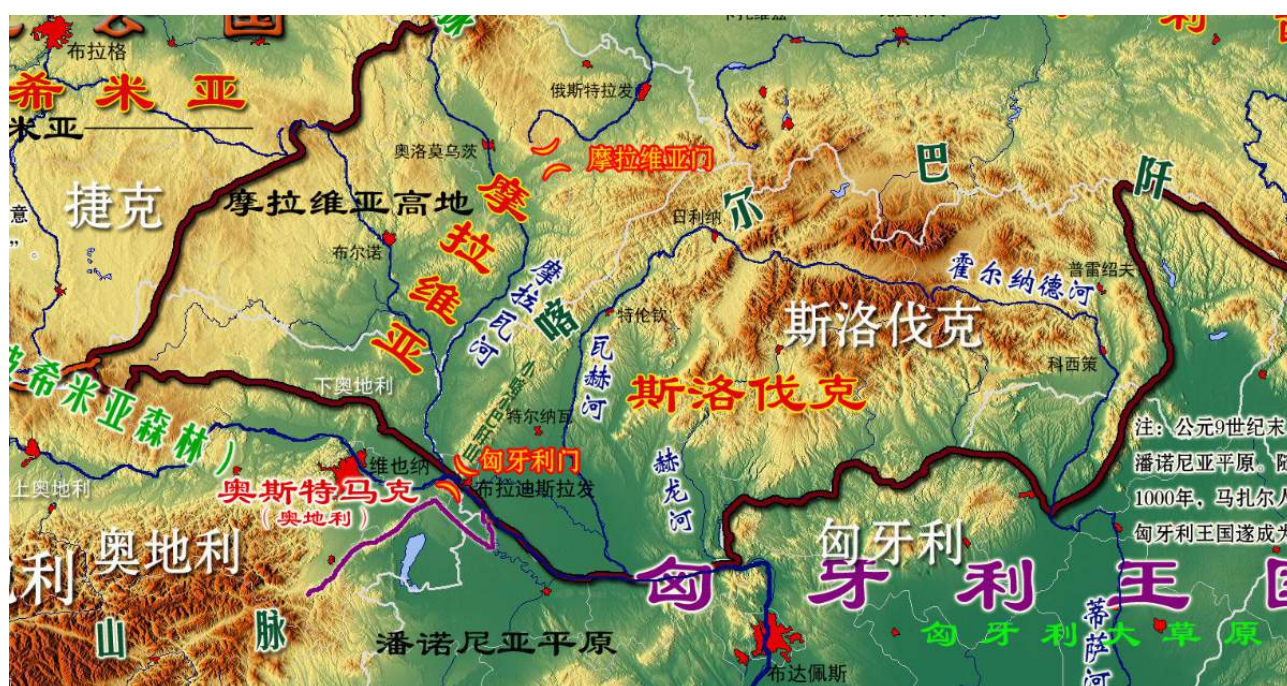 公国
布拉格
希米亚
米亚
捷克
意
”
。
俄斯特拉发
奥洛莫乌茨
摩拉维亚门
摩拉维亚高地
摩拉维亚
布尔诺
摩拉瓦河
喀尔巴阡
日利纳
霍尔纳德河
普雷绍夫
特伦钦
瓦赫河
斯洛伐克
斯洛伐克
科西策
希米亚森林）
下奥地利
特尔纳瓦
匈牙利门
维也纳
布拉迪斯拉发
上奥地利
奥斯特马克
（奥地利）
奥地利
利
山脉
赫龙河
匈牙利
匈牙利王国
注：公元9世纪末
潘诺尼亚平原。
1000年，马扎尔
匈牙利王国遂成大
匈牙利大草原
蒂萨河
潘诺尼亚平原
布达佩斯